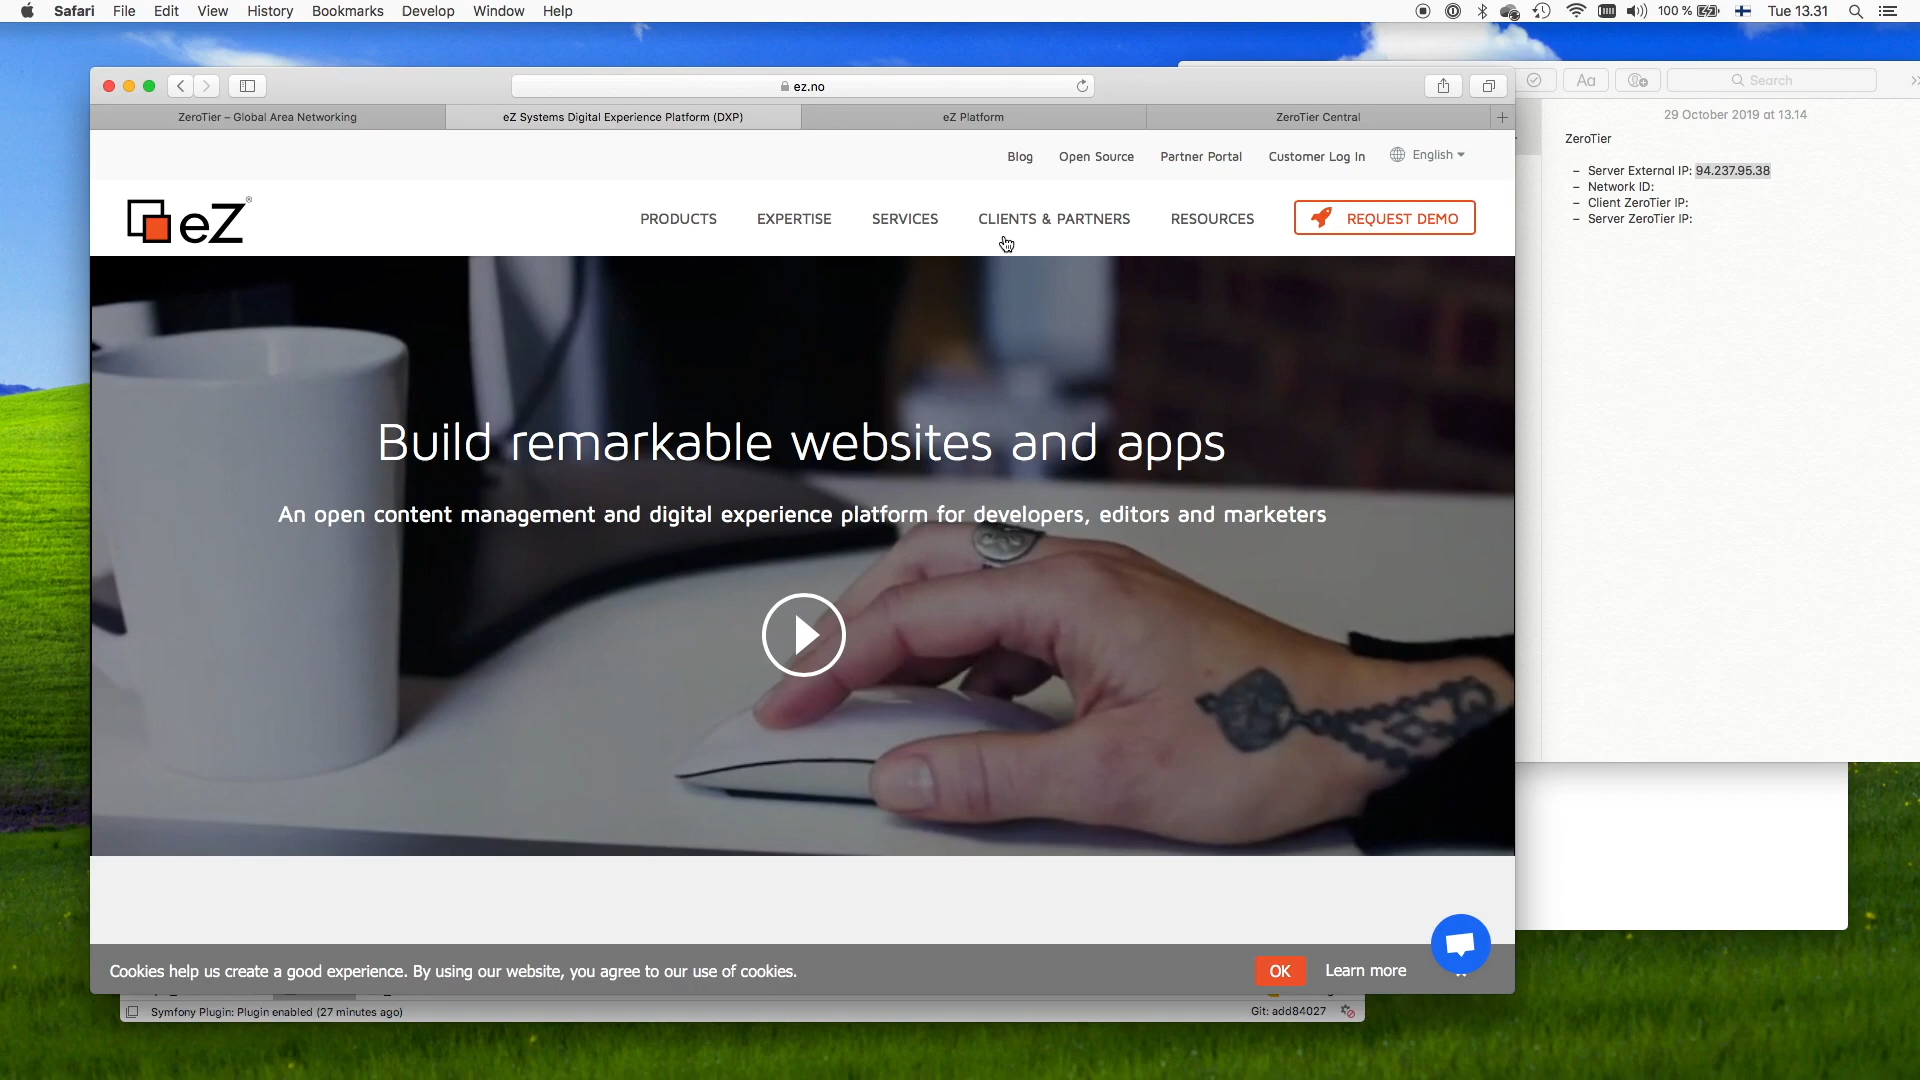 Safari File Edit View History Bookmarks Develop Window Help
100 % Tue 13.31
ez.no
Aa Search
ZeroTier – Global Area Networking
eZ Systems Digital Experience Platform (DXP)
eZ Platform
ZeroTier Central
29 October 2019 at 13.14
ZeroTier
– Server External IP: 94.237.95.38
– Network ID:
– Client ZeroTier IP:
– Server ZeroTier IP:
Blog Open Source Partner Portal Customer Log In English
eZ®
PRODUCTS EXPERTISE SERVICES CLIENTS & PARTNERS RESOURCES REQUEST DEMO
Build remarkable websites and apps
An open content management and digital experience platform for developers, editors and marketers
Cookies help us create a good experience. By using our website, you agree to our use of cookies.
OK Learn more
Symfony Plugin: Plugin enabled (27 minutes ago)
Git: add84027